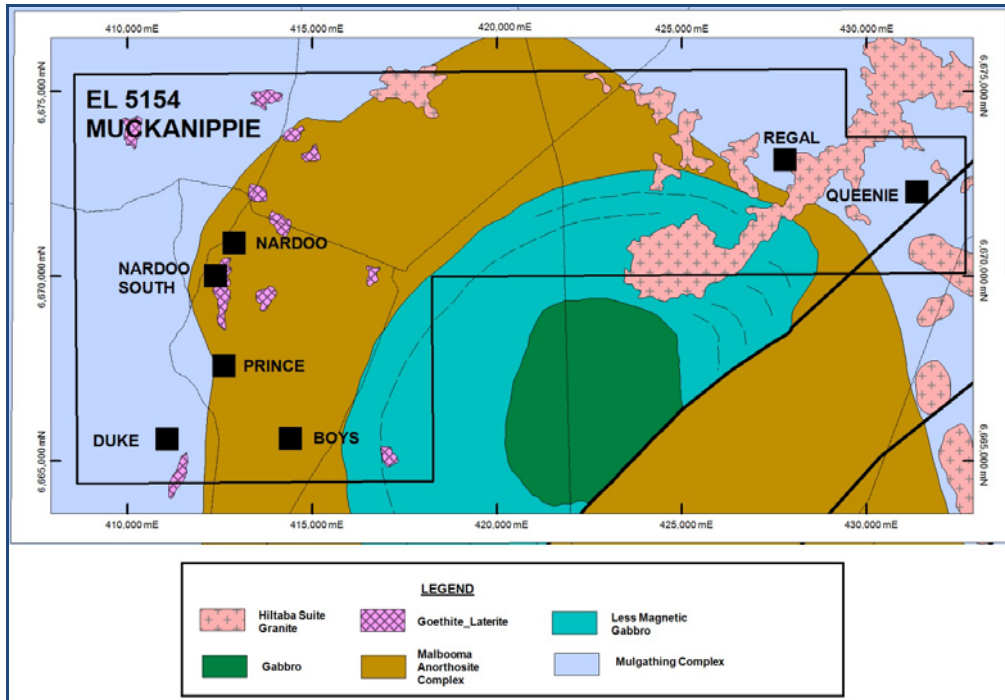 410,000 mE
415,000 mE
420,000 mE
425,000 mE
430,000 mE
6,675,000 mN
6,675,000 mN
EL 5154
MUCKANIPPIE
REGAL
QUEENIE
NARDOO
NARDOO
SOUTH
6,670,000 mN
6,670,000 mN
PRINCE
DUKE
BOYS
6,665,000 mN
6,665,000 mN
410,000 mE
415,000 mE
420,000 mE
425,000 mE
430,000 mE
LEGEND
Hiltaba Suite
Granite
Goethite_Laterite
Less Magnetic
Gabbro
Gabbro
Malbooma
Anorthosite
Complex
Mulgathing Complex